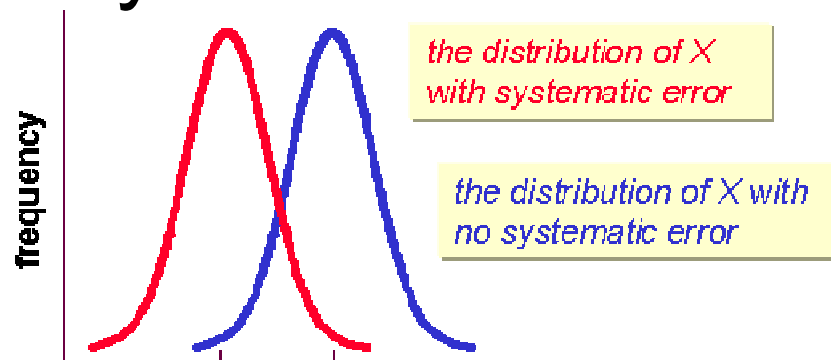 frequency
the distribution of X
with systematic error
the distribution of X with
no systematic error